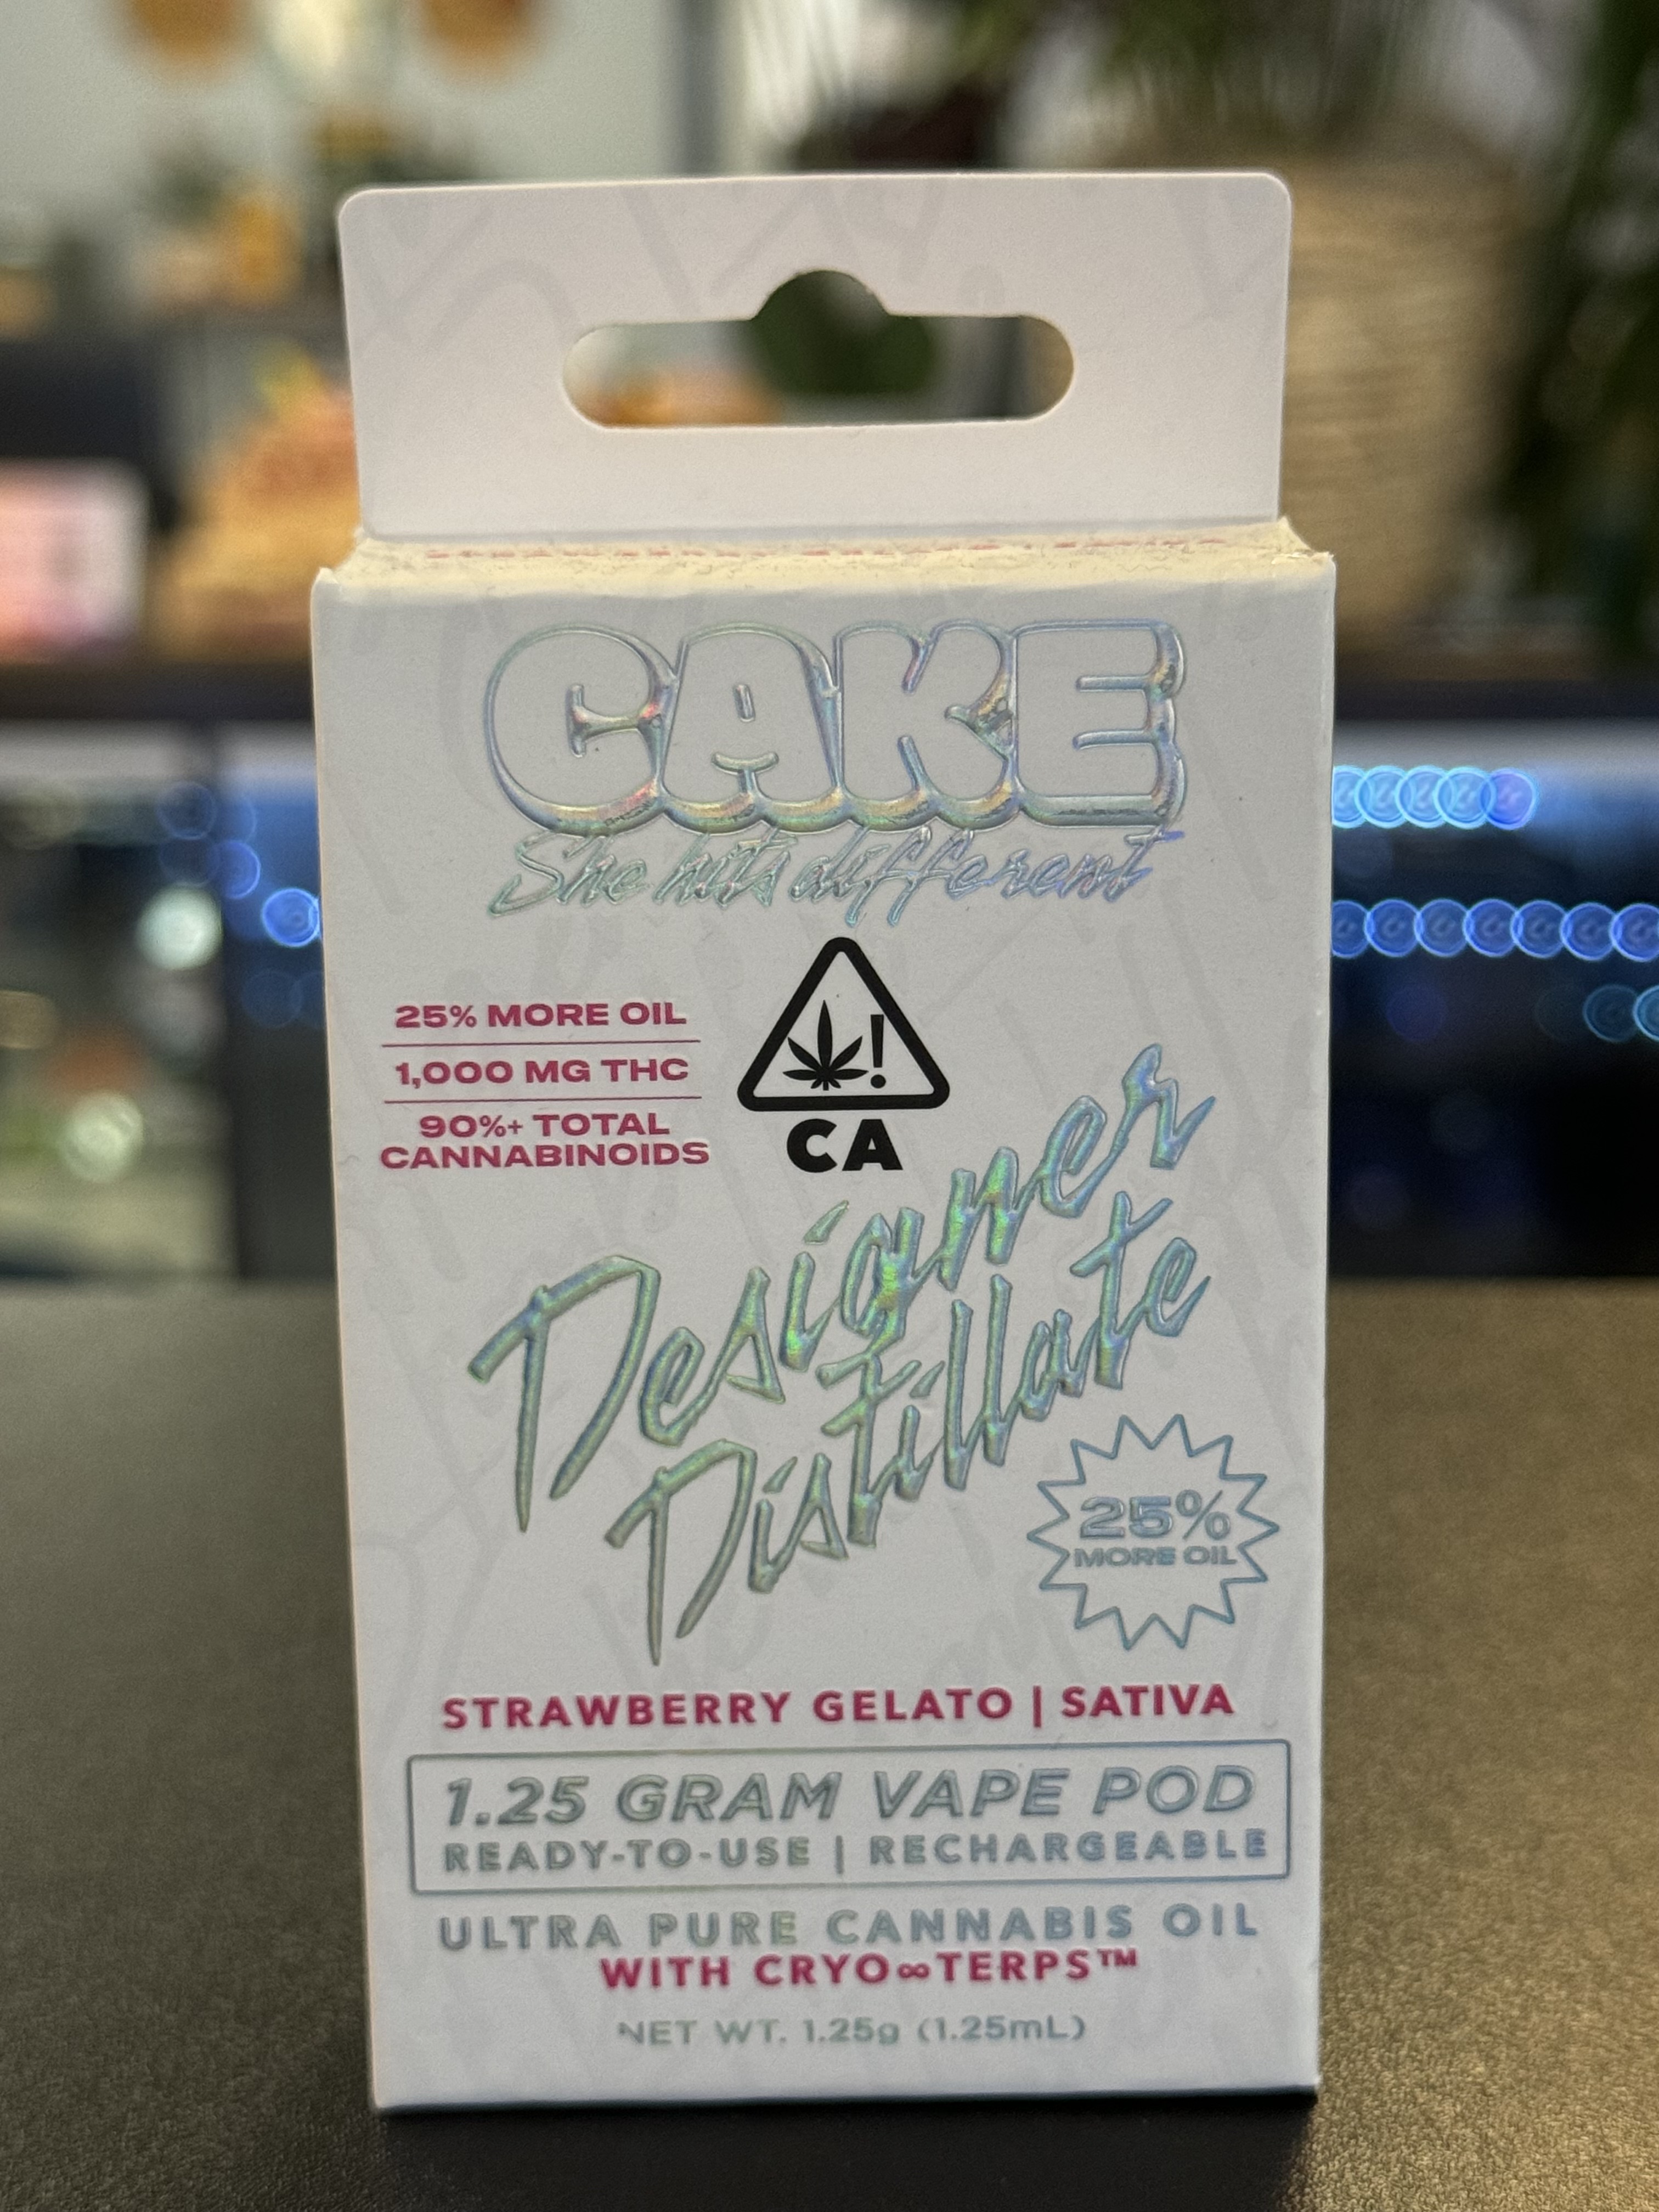 CAKE
She hits different
25% MORE OIL
1,000 MG THC
90%+ TOTAL
CANNABINOIDS
!
CA
Designer
Distillate
25%
MORE OIL
STRAWBERRY GELATO | SATIVA
1.25 GRAM VAPE POD
READY-TO-USE | RECHARGEABLE
ULTRA PURE CANNABIS OIL
WITH CRYO∞TERPS™
NET WT. 1.25g (1.25mL)